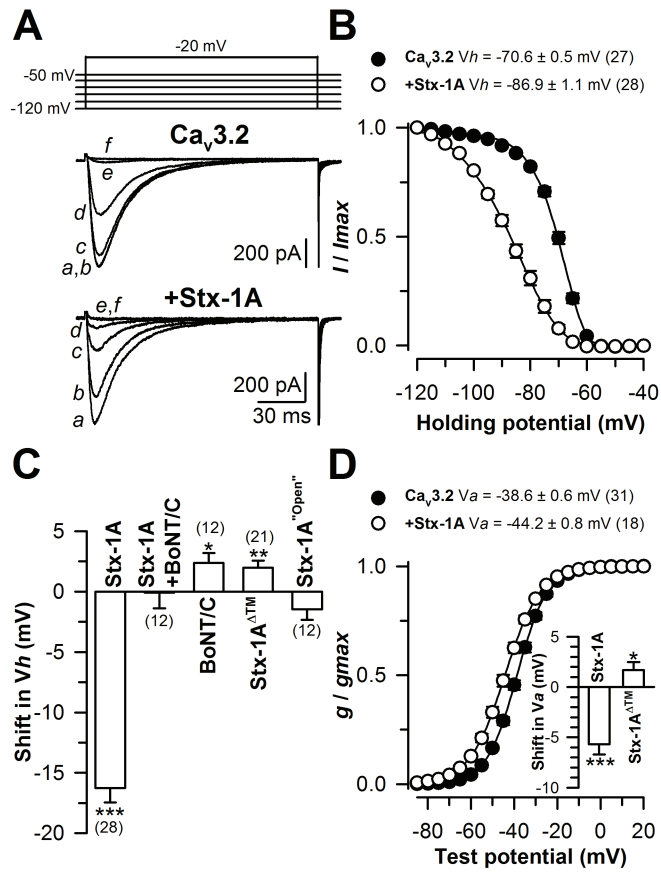 A
-20 mV
-50 mV
-120 mV
Cav3.2
f
e
d
c
a,b
200 pA
+Stx-1A
e,f
d
c
b
a
200 pA
30 ms
B
Cav3.2 Vh = -70.6 ± 0.5 mV (27)
+Stx-1A Vh = -86.9 ± 1.1 mV (28)
1.0
0.5
0.0
I / Imax
-120 -100 -80 -60 -40
Holding potential (mV)
C
5
0
-5
-10
-15
-20
Shift in Vh (mV)
Stx-1A
Stx-1A
+BoNT/C
BoNT/C
Stx-1AΔTM
Stx-1A"Open"
***
(28)
(12)
(12)
*
(21)
**
(12)
D
Cav3.2 Va = -38.6 ± 0.6 mV (31)
+Stx-1A Va = -44.2 ± 0.8 mV (18)
1.0
0.5
0.0
g / gmax
-80 -60 -40 -20 0 20
Test potential (mV)
5
0
-5
-10
Shift in Va (mV)
Stx-1A
Stx-1AΔTM
*
***